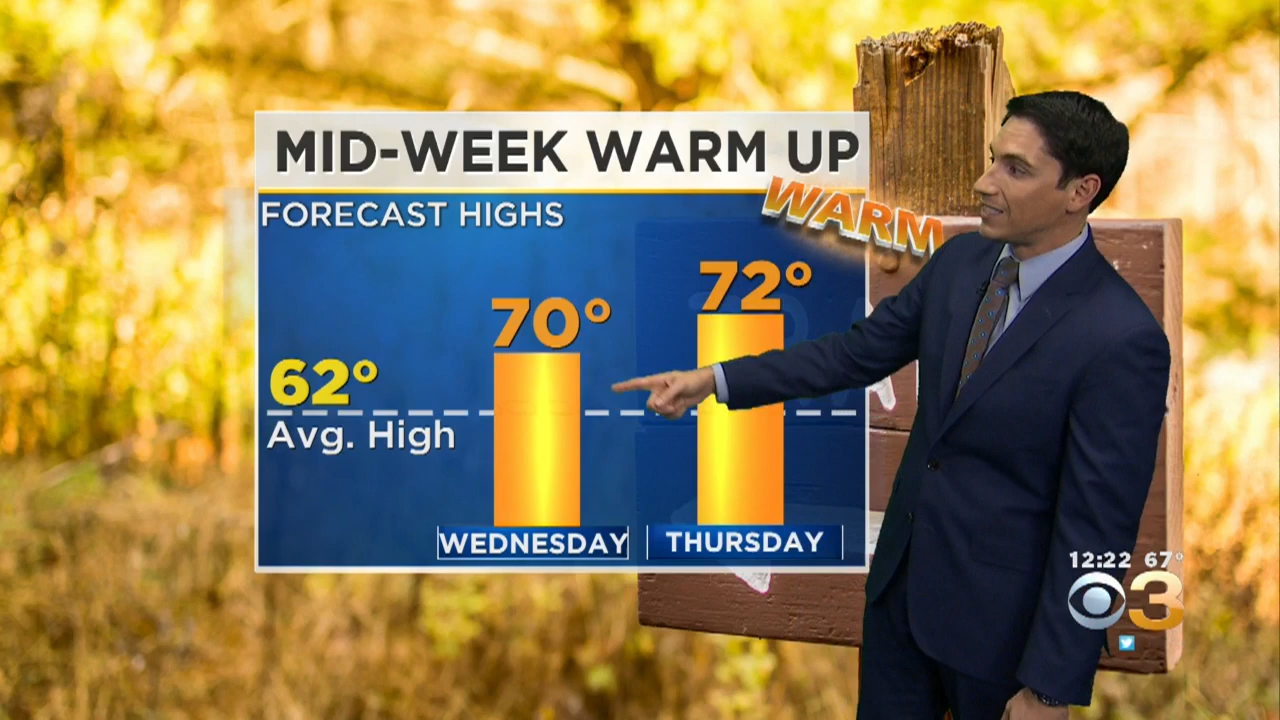 MID-WEEK WARM UP
WARM
FORECAST HIGHS
72°
70°
62°
Avg. High
WEDNESDAY THURSDAY
12:22 67°
3